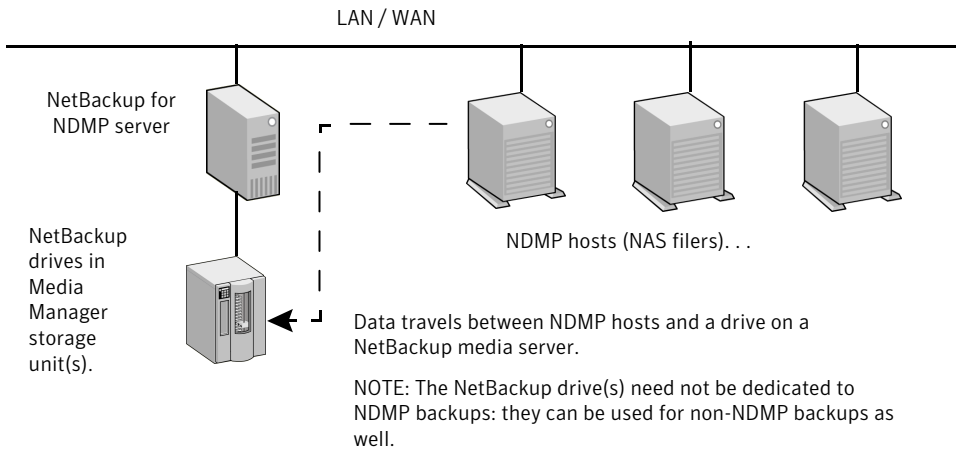 LAN / WAN
NetBackup for
NDMP server
NetBackup
drives in
Media
Manager
storage
unit(s).
NDMP hosts (NAS filers). . .
Data travels between NDMP hosts and a drive on a
NetBackup media server.
NOTE: The NetBackup drive(s) need not be dedicated to
NDMP backups: they can be used for non-NDMP backups as
well.